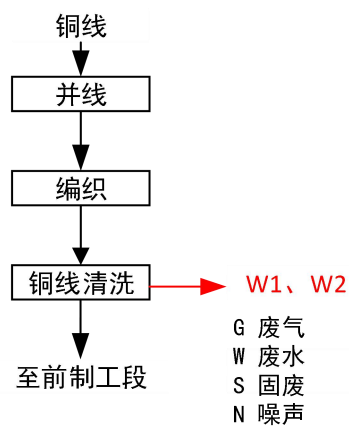 铜线
并线
编织
铜线清洗
W1、W2
至前制工段
G 废气
W 废水
S 固废
N 噪声